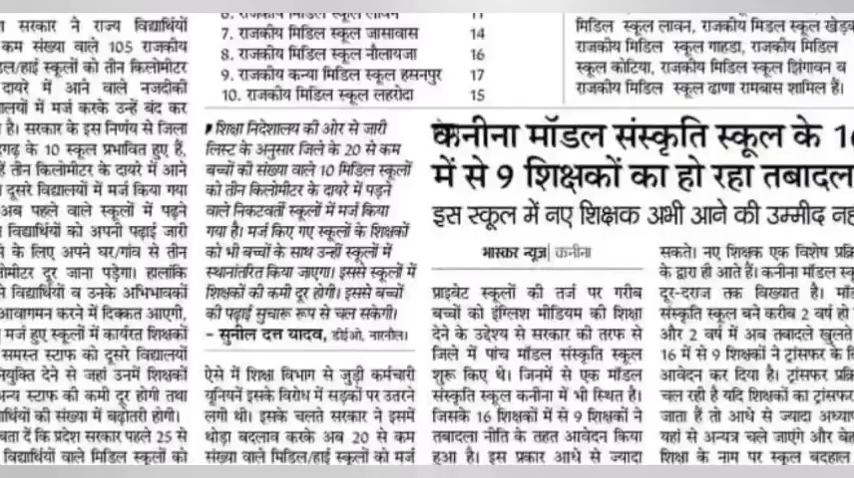 सरकार ने राज्य विद्यार्थियों
कम संख्या वाले 105 राजकीय
डल/हाई स्कूलों को तीन किलोमीटर
दायरे में आने वाले नजदीकी
लयों में मर्ज करके उन्हें बंद कर
है। सरकार के इस निर्णय से जिला
गढ़ के 10 स्कूल प्रभावित हुए हैं,
तीन किलोमीटर के दायरे में आने
दूसरे विद्यालयों में मर्ज किया गया
अब पहले वाले स्कूलों में पढ़ने
विद्यार्थियों को अपनी पढ़ाई जारी
के लिए अपने घर/गांव से तीन
मीटर दूर जाना पड़ेगा। हालांकि
विद्यार्थियों व उनके अभिभावकों
आवागमन करने में दिक्कत आएगी,
मर्ज हुए स्कूलों में कार्यरत शिक्षकों
समस्त स्टाफ को दूसरे विद्यालयों
नियुक्ति देने से जहां उनमें शिक्षकों
अन्य स्टाफ की कमी दूर होगी तथा
र्थियों की संख्या में बढ़ोतरी होगी।
बता दें कि प्रदेश सरकार पहले 25 से
विद्यार्थियों वाले मिडिल स्कूलों को
6. राजकीय मिडिल स्कूल लावन 11
7. राजकीय मिडिल स्कूल जासावास 14
8. राजकीय मिडिल स्कूल नौलायजा 16
9. राजकीय कन्या मिडिल स्कूल हसनपुर 17
10. राजकीय मिडिल स्कूल लहरोदा 15
शिक्षा निदेशालय की ओर से जारी
लिस्ट के अनुसार जिले के 20 से कम
बच्चों की संख्या वाले 10 मिडिल स्कूलों
को तीन किलोमीटर के दायरे में पड़ने
वाले निकटवर्ती स्कूलों में मर्ज किया
गया है। मर्ज किए गए स्कूलों के शिक्षकों
को भी बच्चों के साथ उन्हीं स्कूलों में
स्थानांतरित किया जाएगा। इससे स्कूलों में
शिक्षकों की कमी दूर होगी। इससे बच्चों
की पढ़ाई सुचारू रूप से चल सकेगी।
– सुनील दत्त यादव, डीईओ, नारनौल।
ऐसे में शिक्षा विभाग से जुड़ी कर्मचारी
यूनियनें इसके विरोध में सड़कों पर उतरने
लगी थी। इसके चलते सरकार ने इसमें
थोड़ा बदलाव करके अब 20 से कम
संख्या वाले मिडिल/हाई स्कूलों को मर्ज
मिडिल स्कूल लावन, राजकीय मिडल स्कूल खेड़की
राजकीय मिडिल स्कूल गाहडा, राजकीय मिडिल
स्कूल कोटिया, राजकीय मिडिल स्कूल झिंगावन व
राजकीय मिडिल स्कूल ढाणा रामबास शामिल हैं।
कनीना मॉडल संस्कृति स्कूल के 16
में से 9 शिक्षकों का हो रहा तबादल
इस स्कूल में नए शिक्षक अभी आने की उम्मीद नह
भास्कर न्यूज | कनीना
प्राइवेट स्कूलों की तर्ज पर गरीब
बच्चों को इंग्लिश मीडियम की शिक्षा
देने के उद्देश्य से सरकार की तरफ से
जिले में पांच मॉडल संस्कृति स्कूल
शुरू किए थे। जिनमें से एक मॉडल
संस्कृति स्कूल कनीना में भी स्थित है।
जिसके 16 शिक्षकों में से 9 शिक्षकों ने
तबादला नीति के तहत आवेदन किया
हुआ है। इस प्रकार आधे से ज्यादा
सकते। नए शिक्षक एक विशेष प्रक्रि
के द्वारा ही आते हैं। कनीना मॉडल स्कू
दूर-दराज तक विख्यात है। मॉड
संस्कृति स्कूल बने करीब 2 वर्ष हो
और 2 वर्ष में अब तबादले खुलते
16 में से 9 शिक्षकों ने ट्रांसफर के लि
आवेदन कर दिया है। ट्रांसफर प्रक्रि
चल रही है यदि शिक्षकों का ट्रांसफर
जाता हैं तो आधे से ज्यादा अध्याप
यहां से अन्यत्र चले जाएंगे और बेह
शिक्षा के नाम पर स्कूल बदहाल